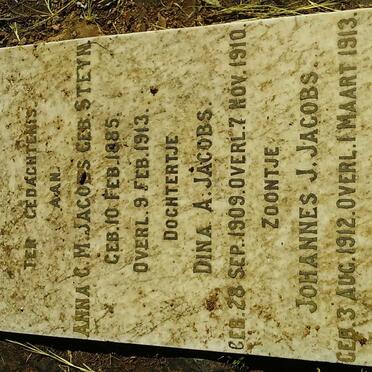 TER GEDACHTENIS
AAN
ANNA C. M. JACOBS GEB. STEYN.
GEB. 10 FEB. 1885.
OVERL. 9 FEB. 1913.
DOCHTERTJE
DINA A. JACOBS.
GEB. 28 SEP. 1909. OVERL. 7 NOV. 1910.
ZOONTJE
JOHANNES J. JACOBS.
GEB 3 AUG. 1912. OVERL. 1 MAART 1913.